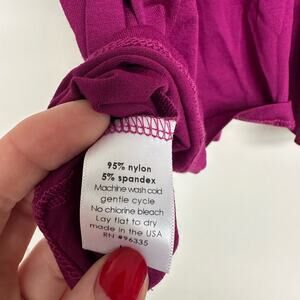 95% nylon
5% spandex
Machine wash cold
gentle cycle
No chlorine bleach
Lay flat to dry
made in the USA
RN #96335